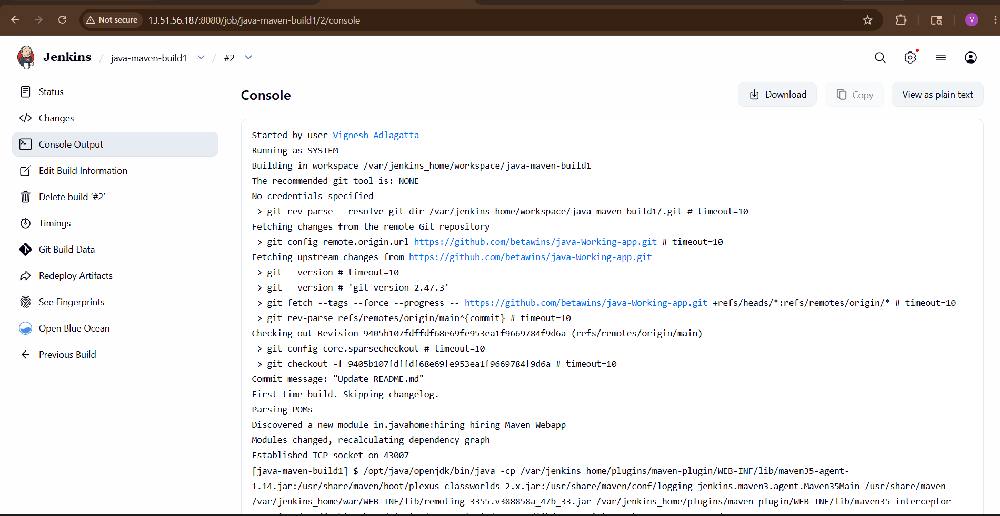 Not secure 13.51.56.187:8080/job/java-maven-build1/2/console V
Jenkins / java-maven-build1 / #2
Status
Changes
Console Output
Edit Build Information
Delete build ‘#2’
Timings
Git Build Data
Redeploy Artifacts
See Fingerprints
Open Blue Ocean
Previous Build
Console
Download
Copy
View as plain text
Started by user Vignesh Adlagatta
Running as SYSTEM
Building in workspace /var/jenkins_home/workspace/java-maven-build1
The recommended git tool is: NONE
No credentials specified
> git rev-parse --resolve-git-dir /var/jenkins_home/workspace/java-maven-build1/.git # timeout=10
Fetching changes from the remote Git repository
> git config remote.origin.url https://github.com/betawins/java-Working-app.git # timeout=10
Fetching upstream changes from https://github.com/betawins/java-Working-app.git
> git --version # timeout=10
> git --version # 'git version 2.47.3'
> git fetch --tags --force --progress -- https://github.com/betawins/java-Working-app.git +refs/heads/*:refs/remotes/origin/* # timeout=10
> git rev-parse refs/remotes/origin/main^{commit} # timeout=10
Checking out Revision 9405b107fdffdf68e69fe953ea1f9669784f9d6a (refs/remotes/origin/main)
> git config core.sparsecheckout # timeout=10
> git checkout -f 9405b107fdffdf68e69fe953ea1f9669784f9d6a # timeout=10
Commit message: "Update README.md"
First time build. Skipping changelog.
Parsing POMs
Discovered a new module in.javahome:hiring hiring Maven Webapp
Modules changed, recalculating dependency graph
Established TCP socket on 43007
[java-maven-build1] $ /opt/java/openjdk/bin/java -cp /var/jenkins_home/plugins/maven-plugin/WEB-INF/lib/maven35-agent-
1.14.jar:/usr/share/maven/boot/plexus-classworlds-2.x.jar:/usr/share/maven/conf/logging jenkins.maven3.agent.Maven35Main /usr/share/maven
/var/jenkins_home/war/WEB-INF/lib/remoting-3355.v388858a_47b_33.jar /var/jenkins_home/plugins/maven-plugin/WEB-INF/lib/maven35-interceptor-